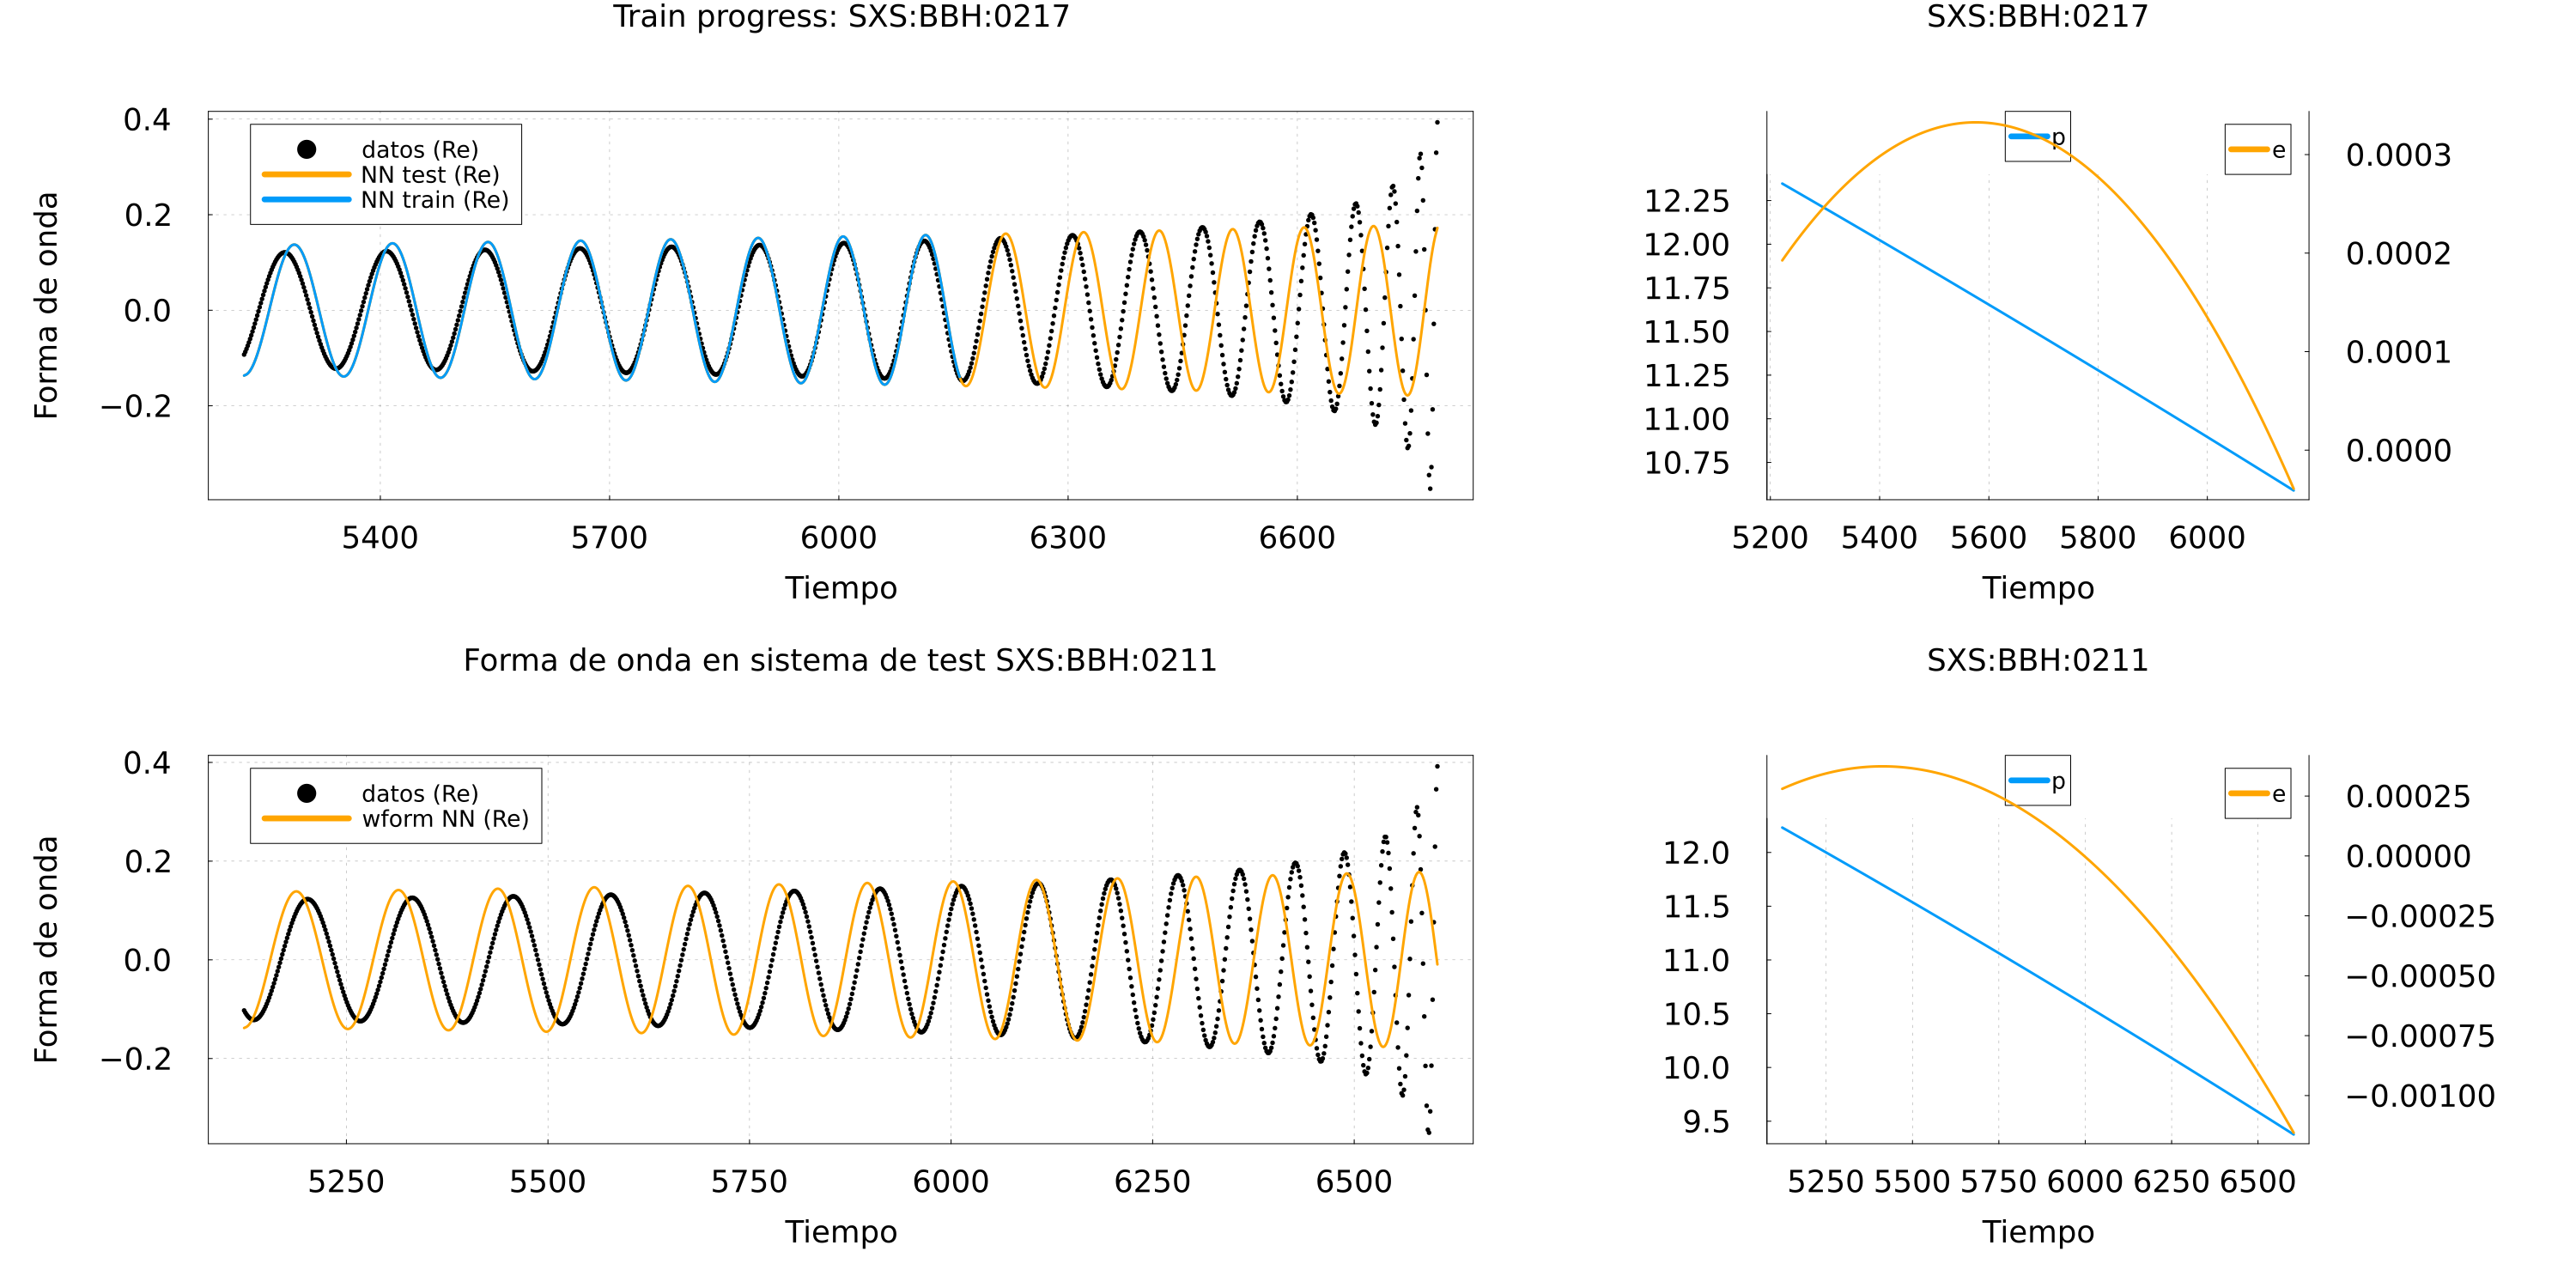 Train progress: SXS:BBH:0217
Forma de onda
0.4
0.2
0.0
−0.2
datos (Re)
NN test (Re)
NN train (Re)
5400 5700 6000 6300 6600
Tiempo
SXS:BBH:0217
12.25
12.00
11.75
11.50
11.25
11.00
10.75
p
e
0.0003
0.0002
0.0001
0.0000
5200 5400 5600 5800 6000
Tiempo
Forma de onda en sistema de test SXS:BBH:0211
Forma de onda
0.4
0.2
0.0
−0.2
datos (Re)
wform NN (Re)
5250 5500 5750 6000 6250 6500
Tiempo
SXS:BBH:0211
12.0
11.5
11.0
10.5
10.0
9.5
p
e
0.00025
0.00000
−0.00025
−0.00050
−0.00075
−0.00100
5250 5500 5750 6000 6250 6500
Tiempo